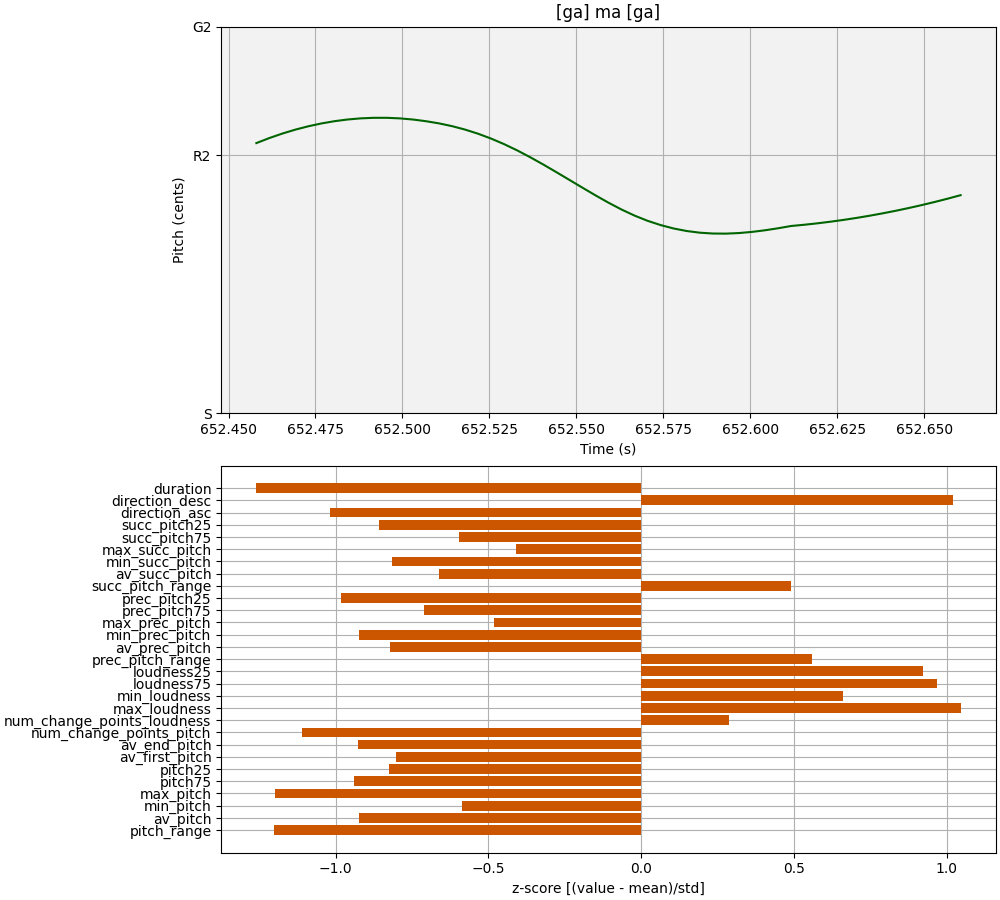 [ga] ma [ga]
G2
R2
S
Pitch (cents)
652.450 652.475 652.500 652.525 652.550 652.575 652.600 652.625 652.650
Time (s)
duration
direction_desc
direction_asc
succ_pitch25
succ_pitch75
max_succ_pitch
min_succ_pitch
av_succ_pitch
succ_pitch_range
prec_pitch25
prec_pitch75
max_prec_pitch
min_prec_pitch
av_prec_pitch
prec_pitch_range
loudness25
loudness75
min_loudness
max_loudness
num_change_points_loudness
num_change_points_pitch
av_end_pitch
av_first_pitch
pitch25
pitch75
max_pitch
min_pitch
av_pitch
pitch_range
−1.0 −0.5 0.0 0.5 1.0
z-score [(value - mean)/std]